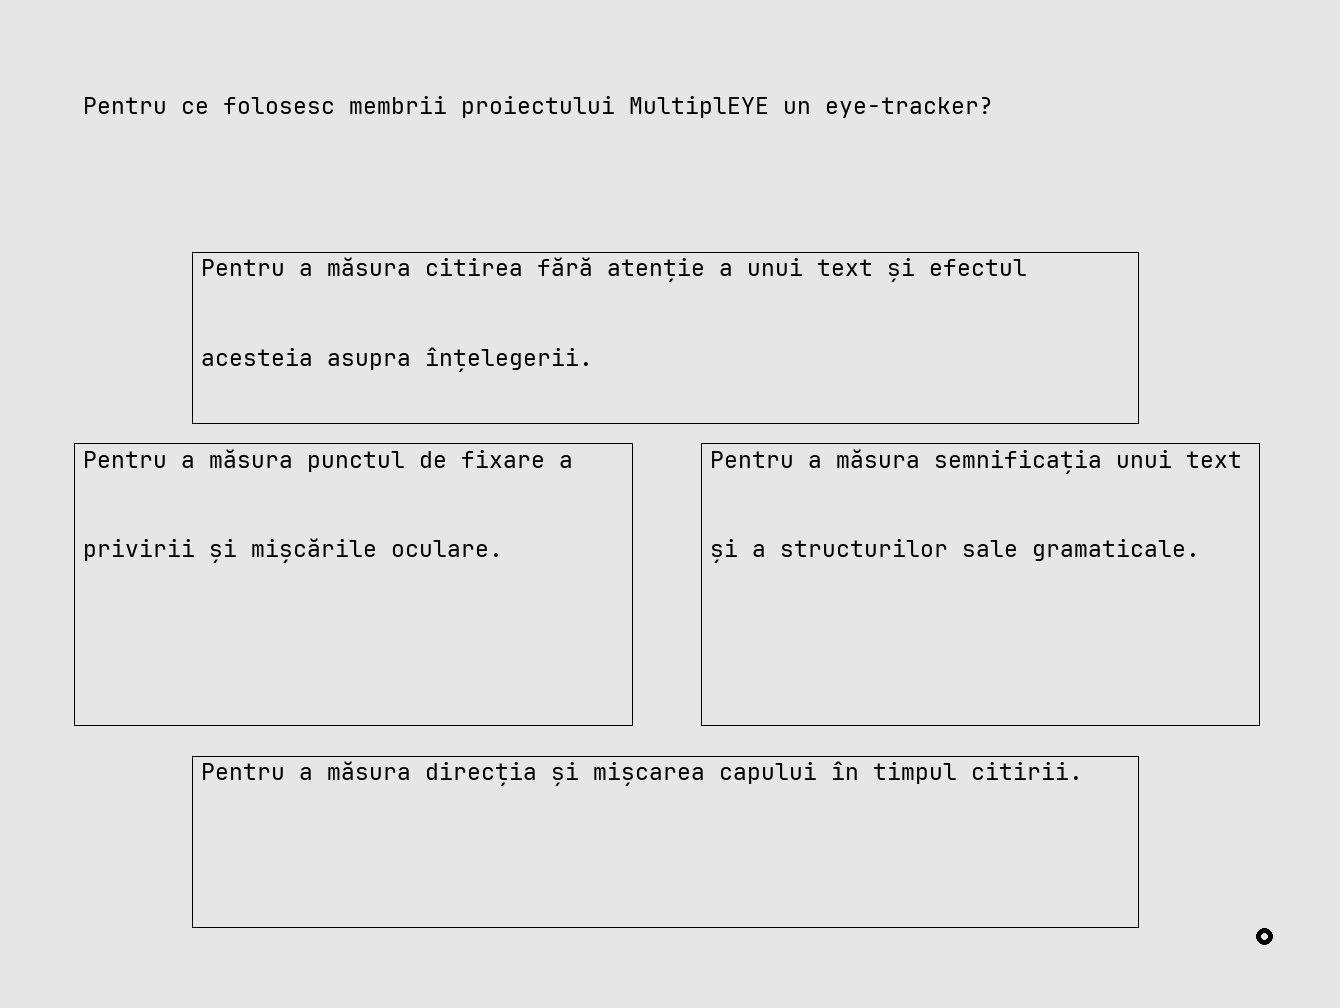 Pentru ce folosesc membrii proiectului MultiplEYE un eye-tracker?
Pentru a măsura citirea fără atenție a unui text și efectul
acesteia asupra înțelegerii.
Pentru a măsura punctul de fixare a
privirii și mișcările oculare.
Pentru a măsura semnificația unui text
și a structurilor sale gramaticale.
Pentru a măsura direcția și mișcarea capului în timpul citirii.